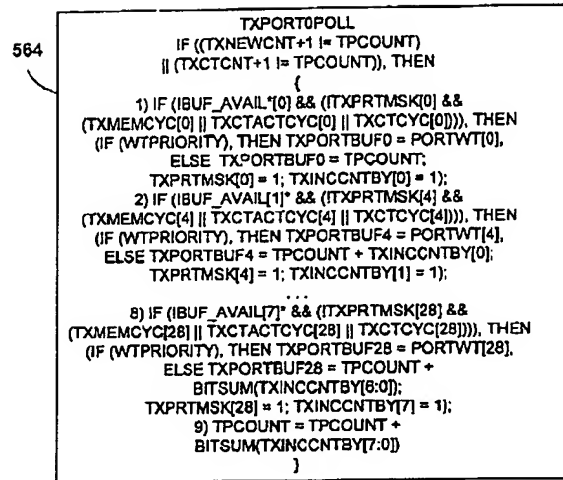 564
TXPORT0POLL
IF ((TXNEWCNT+1 != TPCOUNT)
|| (TXCTCNT+1 != TPCOUNT)), THEN
{
1) IF (!BUF_AVAIL*[0] && (!TXPRTMSK[0] &&
(TXMEMCYC[0] || TXCTACTCYC[0] || TXCTCYC[0]))), THEN
(IF (WTPRIORITY), THEN TXPORTBUF0 = PORTWT[0],
ELSE TXPORTBUF0 = TPCOUNT;
TXPRTMSK[0] = 1; TXINCCNTBY[0] = 1);
2) IF (!BUF_AVAIL[1]* && (!TXPRTMSK[4] &&
(TXMEMCYC[4] || TXCTACTCYC[4] || TXCTCYC[4]))), THEN
(IF (WTPRIORITY), THEN TXPORTBUF4 = PORTWT[4],
ELSE TXPORTBUF4 = TPCOUNT + TXINCCNTBY[0];
TXPRTMSK[4] = 1; TXINCCNTBY[1] = 1);
...
8) IF (!BUF_AVAIL[7]* && (!TXPRTMSK[28] &&
(TXMEMCYC[28] || TXCTACTCYC[28] || TXCTCYC[28]))), THEN
(IF (WTPRIORITY), THEN TXPORTBUF28 = PORTWT[28],
ELSE TXPORTBUF28 = TPCOUNT +
BITSUM(TXINCCNTBY[6:0]);
TXPRTMSK[28] = 1; TXINCCNTBY[7] = 1);
9) TPCOUNT = TPCOUNT +
BITSUM(TXINCCNTBY[7:0])
}